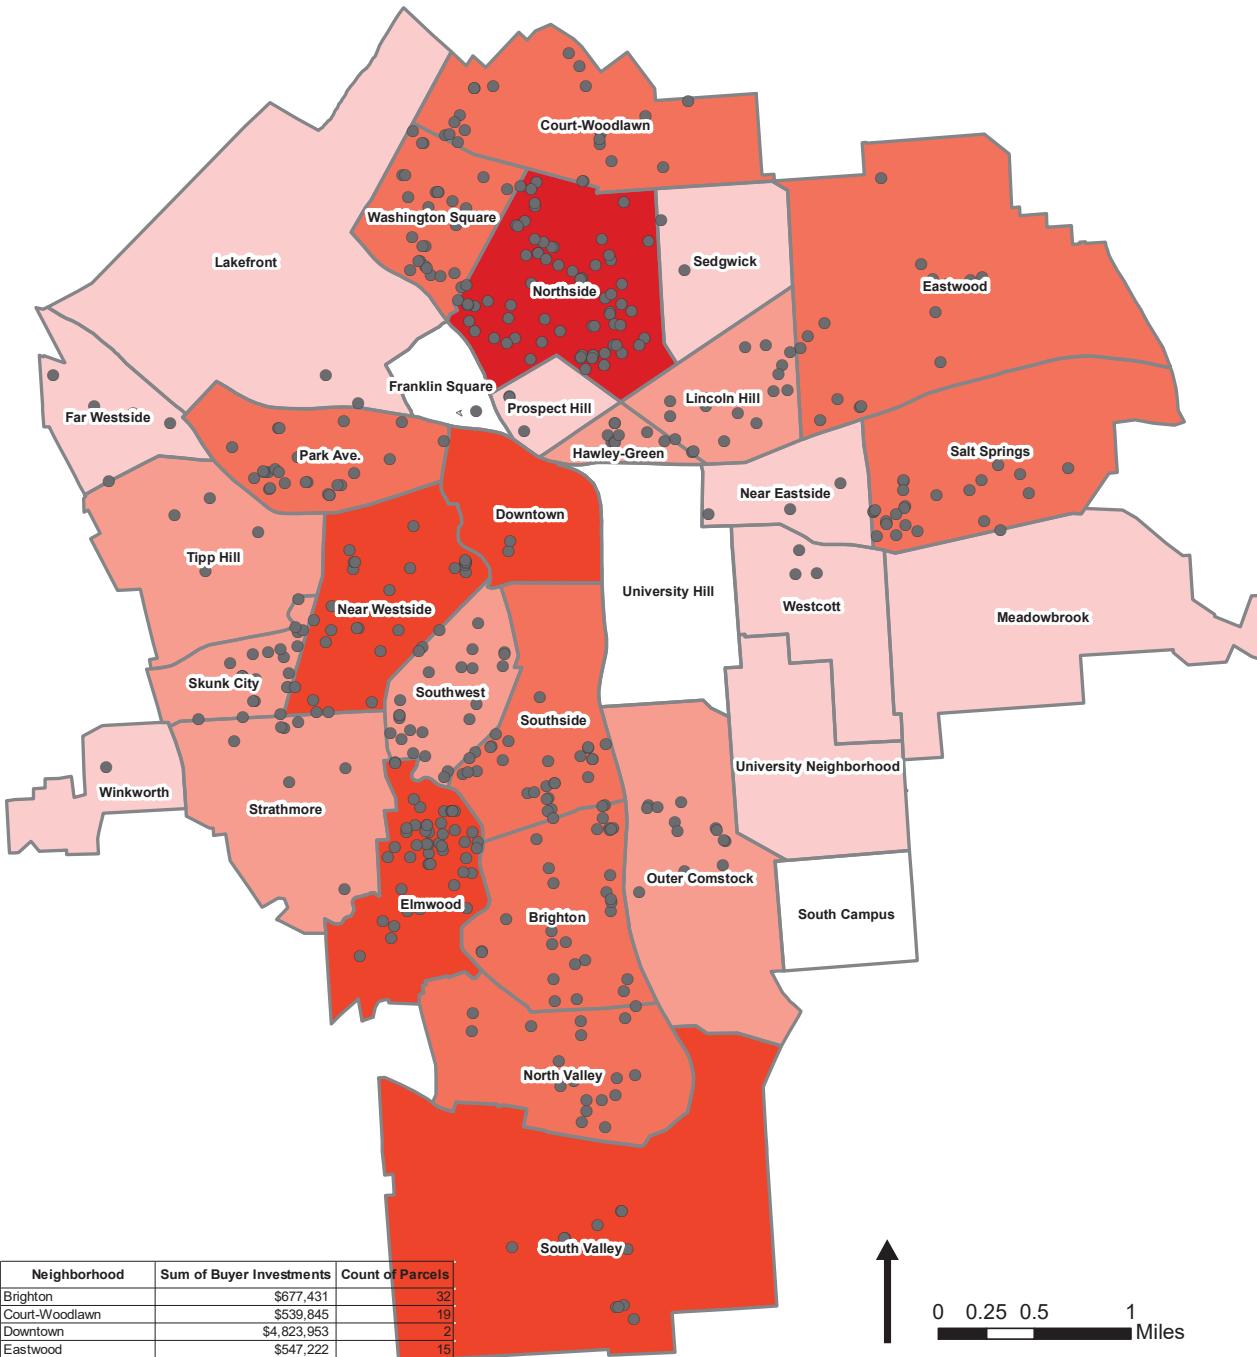 Court-Woodlawn
Washington Square
Lakefront
Sedgwick
Northside
Eastwood
Franklin Square
Prospect Hill
Lincoln Hill
Far Westside
Park Ave.
Hawley-Green
Salt Springs
Near Eastside
Downtown
Tipp Hill
University Hill
Near Westside
Westcott
Meadowbrook
Skunk City
Southwest
Southside
University Neighborhood
Winkworth
Strathmore
Outer Comstock
Elmwood
Brighton
South Campus
North Valley
South Valley
Neighborhood Sum of Buyer Investments Count of Parcels
Brighton $677,431 32
Court-Woodlawn $539,845 19
Downtown $4,823,953 2
Eastwood $547,222 15
0 0.25 0.5 1
Miles